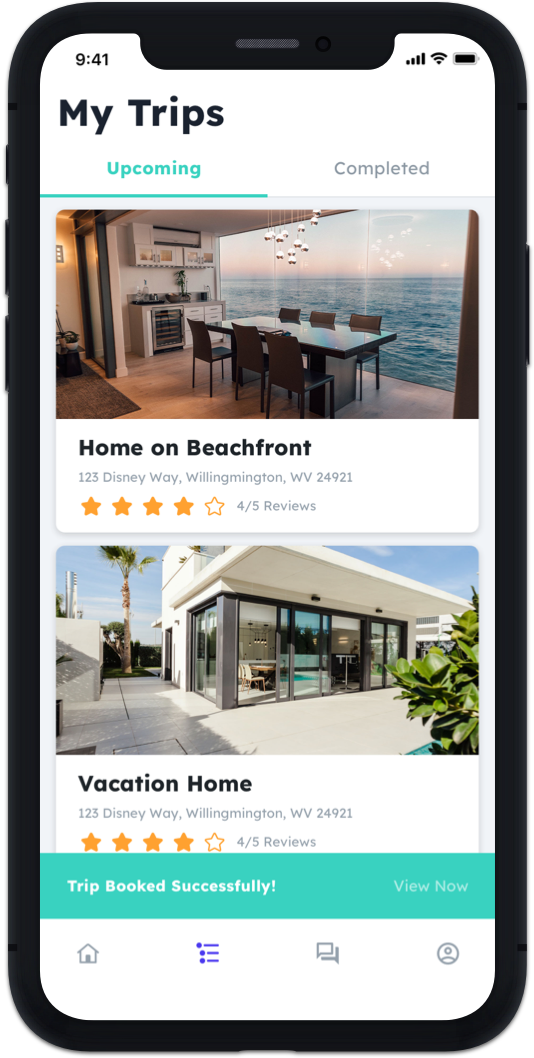 9:41
My Trips
Upcoming
Completed
Home on Beachfront
123 Disney Way, Willingmington, WV 24921
4/5 Reviews
Vacation Home
123 Disney Way, Willingmington, WV 24921
4/5 Reviews
Trip Booked Successfully!
View Now